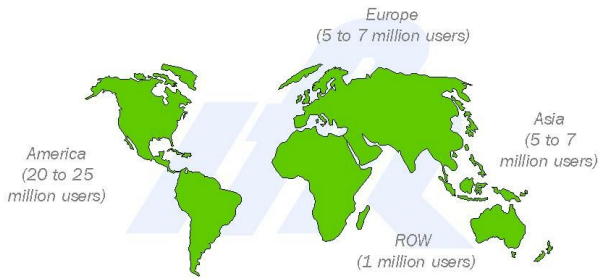 Europe
(5 to 7 million users)
Asia
(5 to 7
million users)
America
(20 to 25
million users)
ROW
(1 million users)